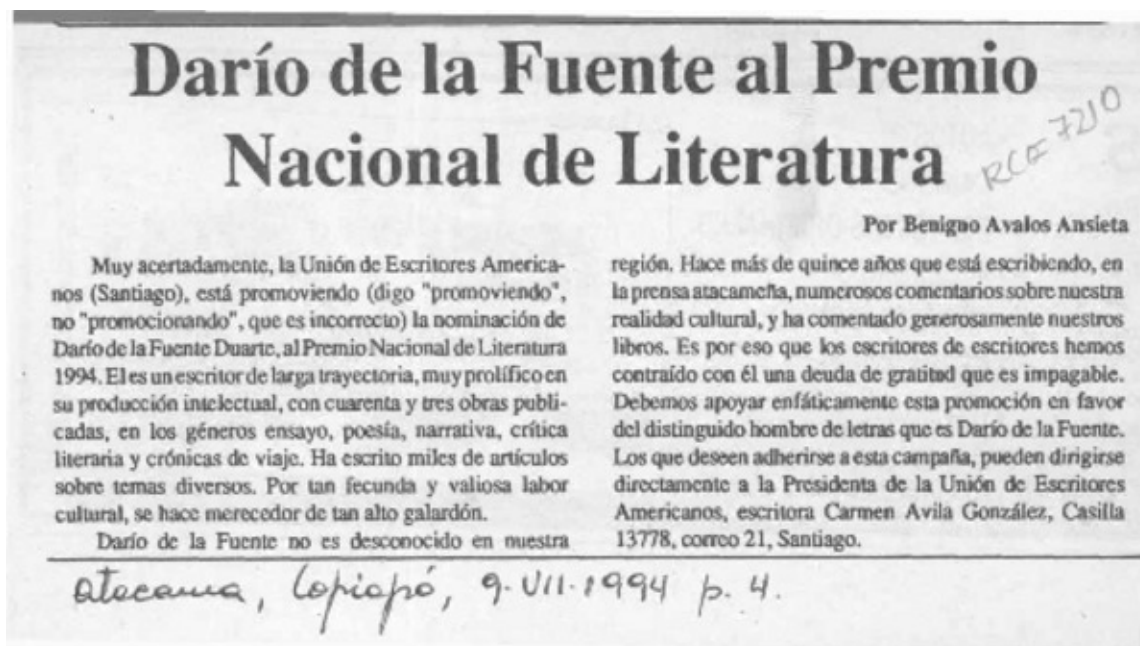 Darío de la Fuente al Premio
Nacional de Literatura
RCE 7210
Por Benigno Avalos Ansieta
Muy acertadamente, la Unión de Escritores America-
nos (Santiago), está promoviendo (digo "promoviendo",
no "promocionando", que es incorrecto) la nominación de
Darío de la Fuente Duarte, al Premio Nacional de Literatura
1994. El es un escritor de larga trayectoria, muy prolífico en
su producción intelectual, con cuarenta y tres obras publi-
cadas, en los géneros ensayo, poesía, narrativa, crítica
literaria y crónicas de viaje. Ha escrito miles de artículos
sobre temas diversos. Por tan fecunda y valiosa labor
cultural, se hace merecedor de tan alto galardón.
Darío de la Fuente no es desconocido en nuestra
región. Hace más de quince años que está escribiendo, en
la prensa atacameña, numerosos comentarios sobre nuestra
realidad cultural, y ha comentado generosamente nuestros
libros. Es por eso que los escritores de escritores hemos
contraído con él una deuda de gratitud que es impagable.
Debemos apoyar enfáticamente esta promoción en favor
del distinguido hombre de letras que es Darío de la Fuente.
Los que deseen adherirse a esta campaña, pueden dirigirse
directamente a la Presidenta de la Unión de Escritores
Americanos, escritora Carmen Avila González, Casilla
13778, correo 21, Santiago.
Atacama, Copiapó, 9-VII-1994 p. 4.